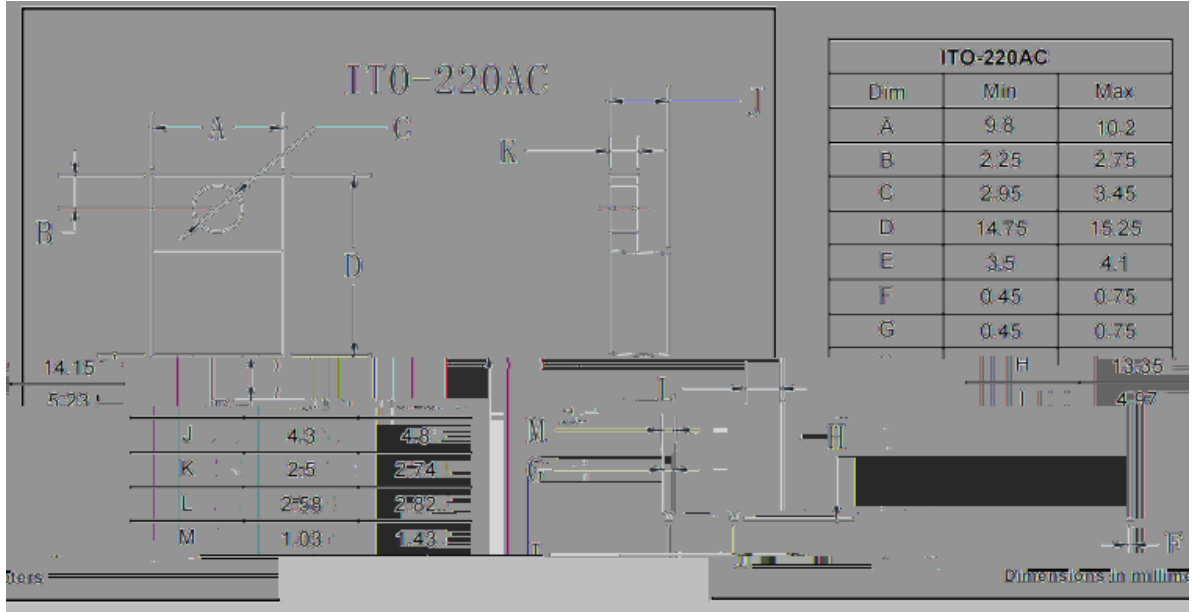 ITO-220AC
A
C
B
D
J
K
ITO-220AC
Dim Min Max
A 9.8 10.2
B 2.25 2.75
C 2.95 3.45
D 14.75 15.25
E 3.5 4.1
F 0.45 0.75
G 0.45 0.75
H 13.35
14.15
4.97
5.23
J 4.3 4.8
K 2.5 2.74
L 2.58 2.82
M 1.03 1.43
L
M
H
G
F
ters
Dimensions in millime